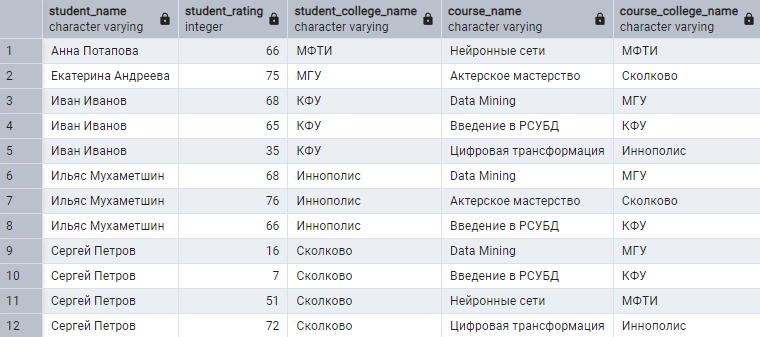 student_name student_rating student_college_name course_name course_college_name
character varying integer character varying character varying character varying
1 Анна Потапова 66 МФТИ Нейронные сети МФТИ
2 Екатерина Андреева 75 МГУ Актерское мастерство Сколково
3 Иван Иванов 68 КФУ Data Mining МГУ
4 Иван Иванов 65 КФУ Введение в РСУБД КФУ
5 Иван Иванов 35 КФУ Цифровая трансформация Иннополис
6 Ильяс Мухаметшин 68 Иннополис Data Mining МГУ
7 Ильяс Мухаметшин 76 Иннополис Актерское мастерство Сколково
8 Ильяс Мухаметшин 66 Иннополис Введение в РСУБД КФУ
9 Сергей Петров 16 Сколково Data Mining МГУ
10 Сергей Петров 7 Сколково Введение в РСУБД КФУ
11 Сергей Петров 51 Сколково Нейронные сети МФТИ
12 Сергей Петров 72 Сколково Цифровая трансформация Иннополис